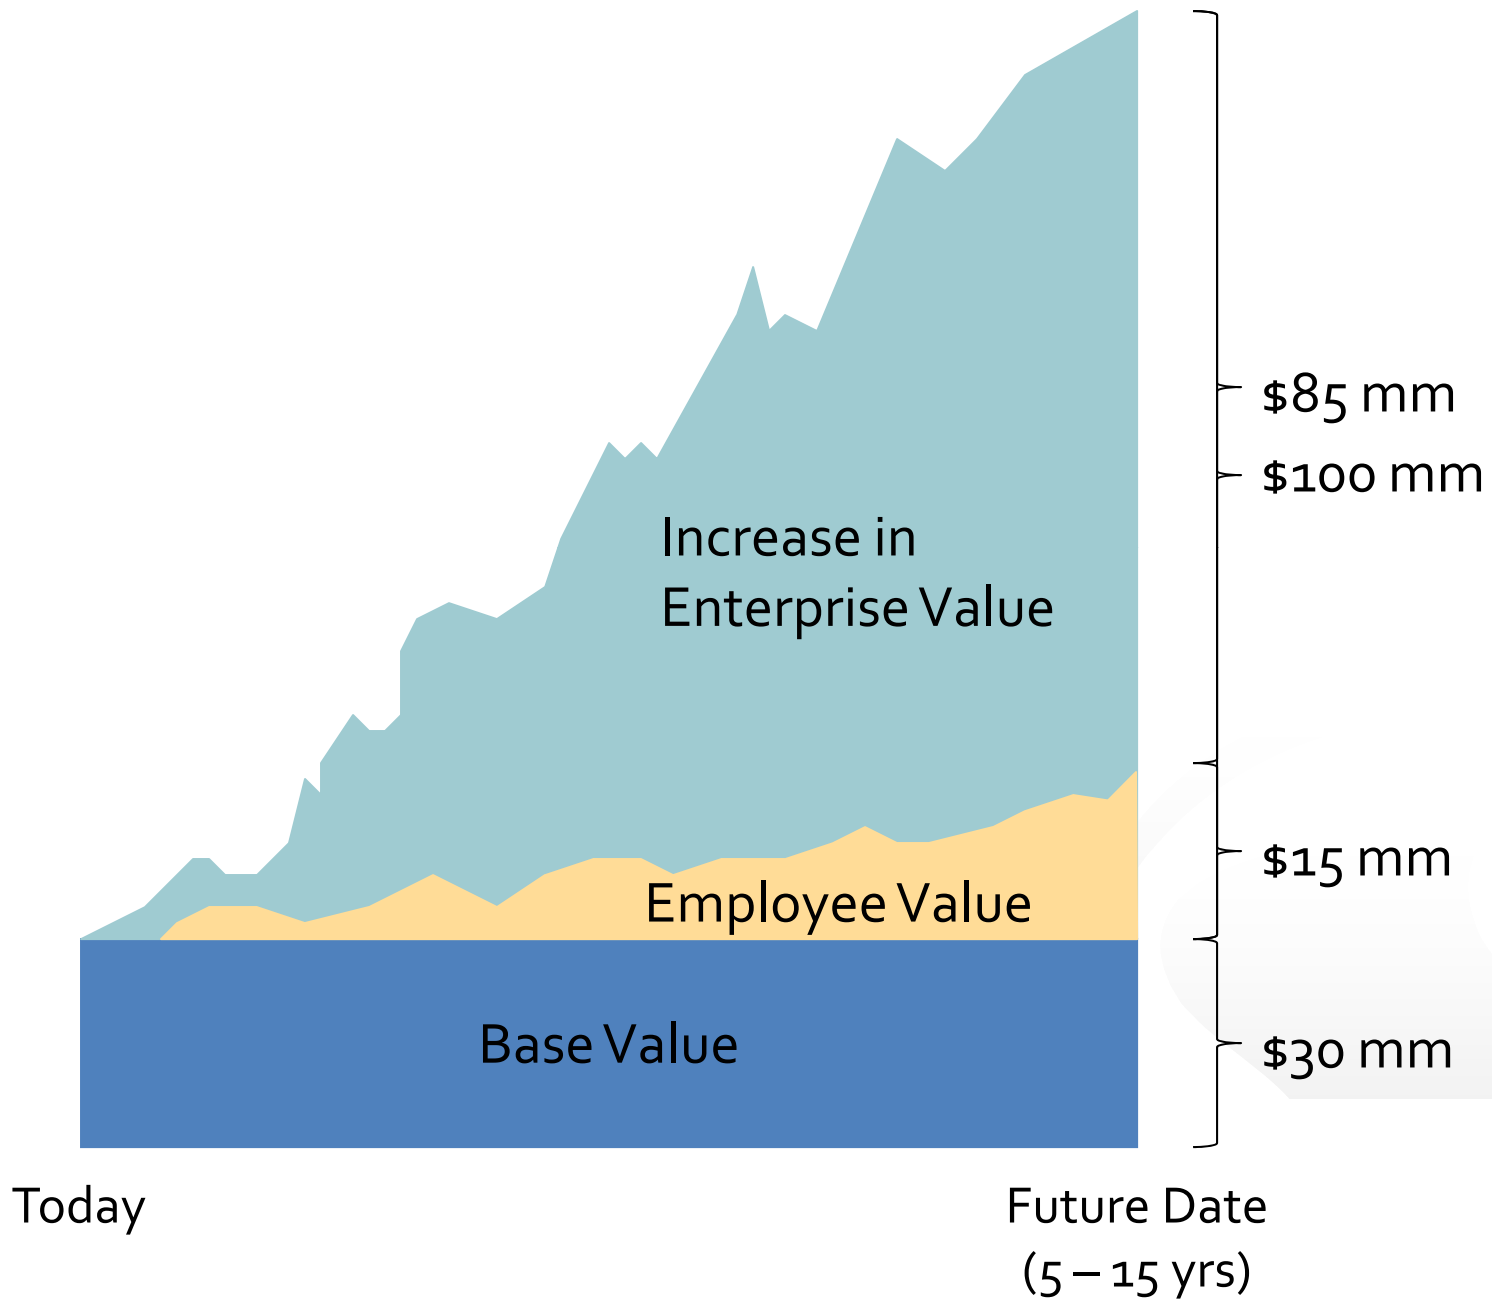 $85 mm
$100 mm
Increase in
Enterprise Value
$15 mm
Employee Value
Base Value
$30 mm
Today
Future Date
(5 – 15 yrs)